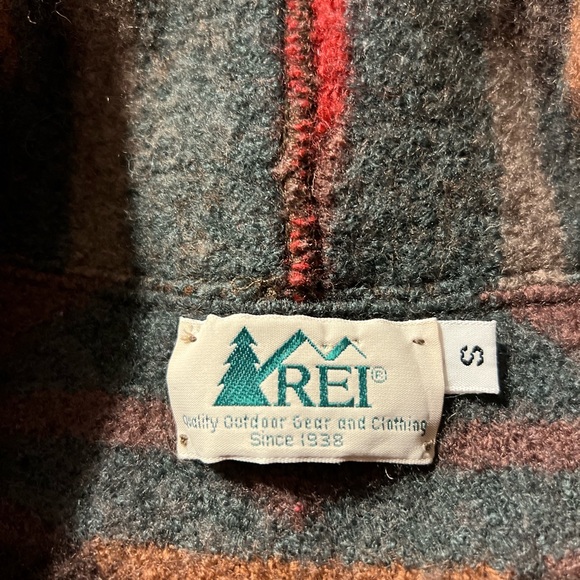 REI®
Quality Outdoor Gear and Clothing
Since 1938
S